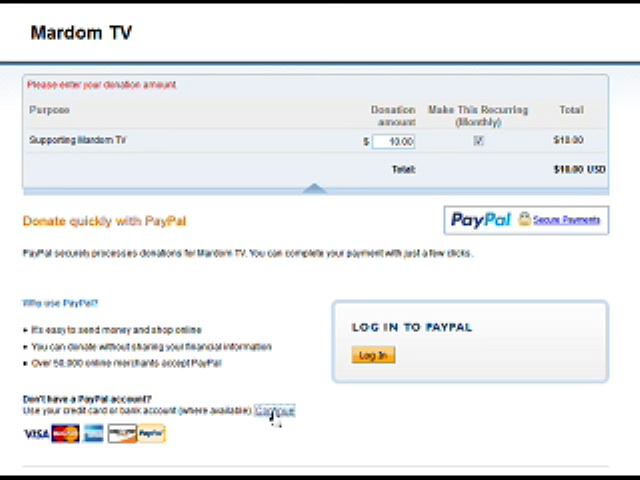 Mardom TV
Please enter your donation amount.
Purpose Donation amount Make This Recurring (Monthly) Total
Supporting Mardom TV $ 10.00 $10.00
Total: $10.00 USD
Donate quickly with PayPal
PayPal Secure Payments
PayPal securely processes donations for Mardom TV. You can complete your payment with just a few clicks.
Why use PayPal?
It's easy to send money and shop online
You can donate without sharing your financial information
Over 50,000 online merchants accept PayPal
LOG IN TO PAYPAL
Log In
Don't have a PayPal account?
Use your credit card or bank account (where available). Continue
VISA MasterCard DISCOVER PayPal